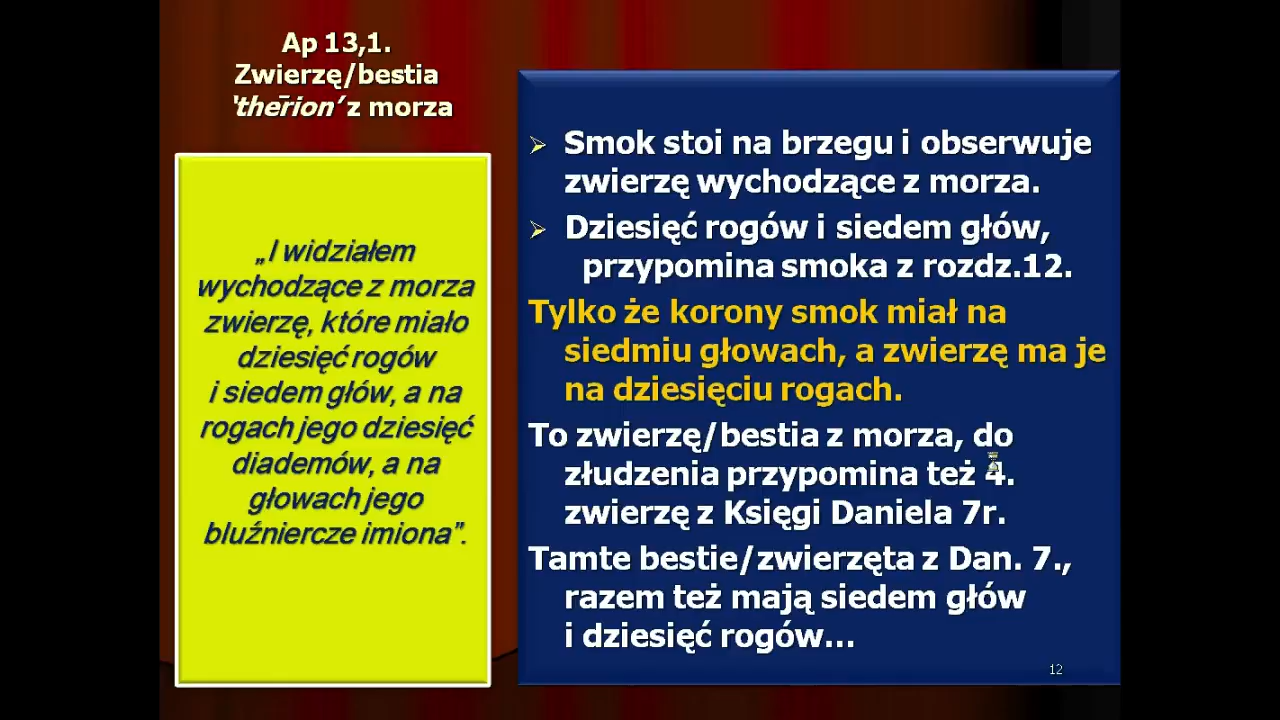 Ap 13,1.
Zwierzę/bestia
‘thērion’ z morza
„I widziałem
wychodzące z morza
zwierzę, które miało
dziesięć rogów
i siedem głów, a na
rogach jego dziesięć
diademów, a na
głowach jego
bluźniercze imiona”.
Smok stoi na brzegu i obserwuje
zwierzę wychodzące z morza.
Dziesięć rogów i siedem głów,
przypomina smoka z rozdz.12.
Tylko że korony smok miał na
siedmiu głowach, a zwierzę ma je
na dziesięciu rogach.
To zwierzę/bestia z morza, do
złudzenia przypomina też 4.
zwierzę z Księgi Daniela 7r.
Tamte bestie/zwierzęta z Dan. 7.,
razem też mają siedem głów
i dziesięć rogów...
12